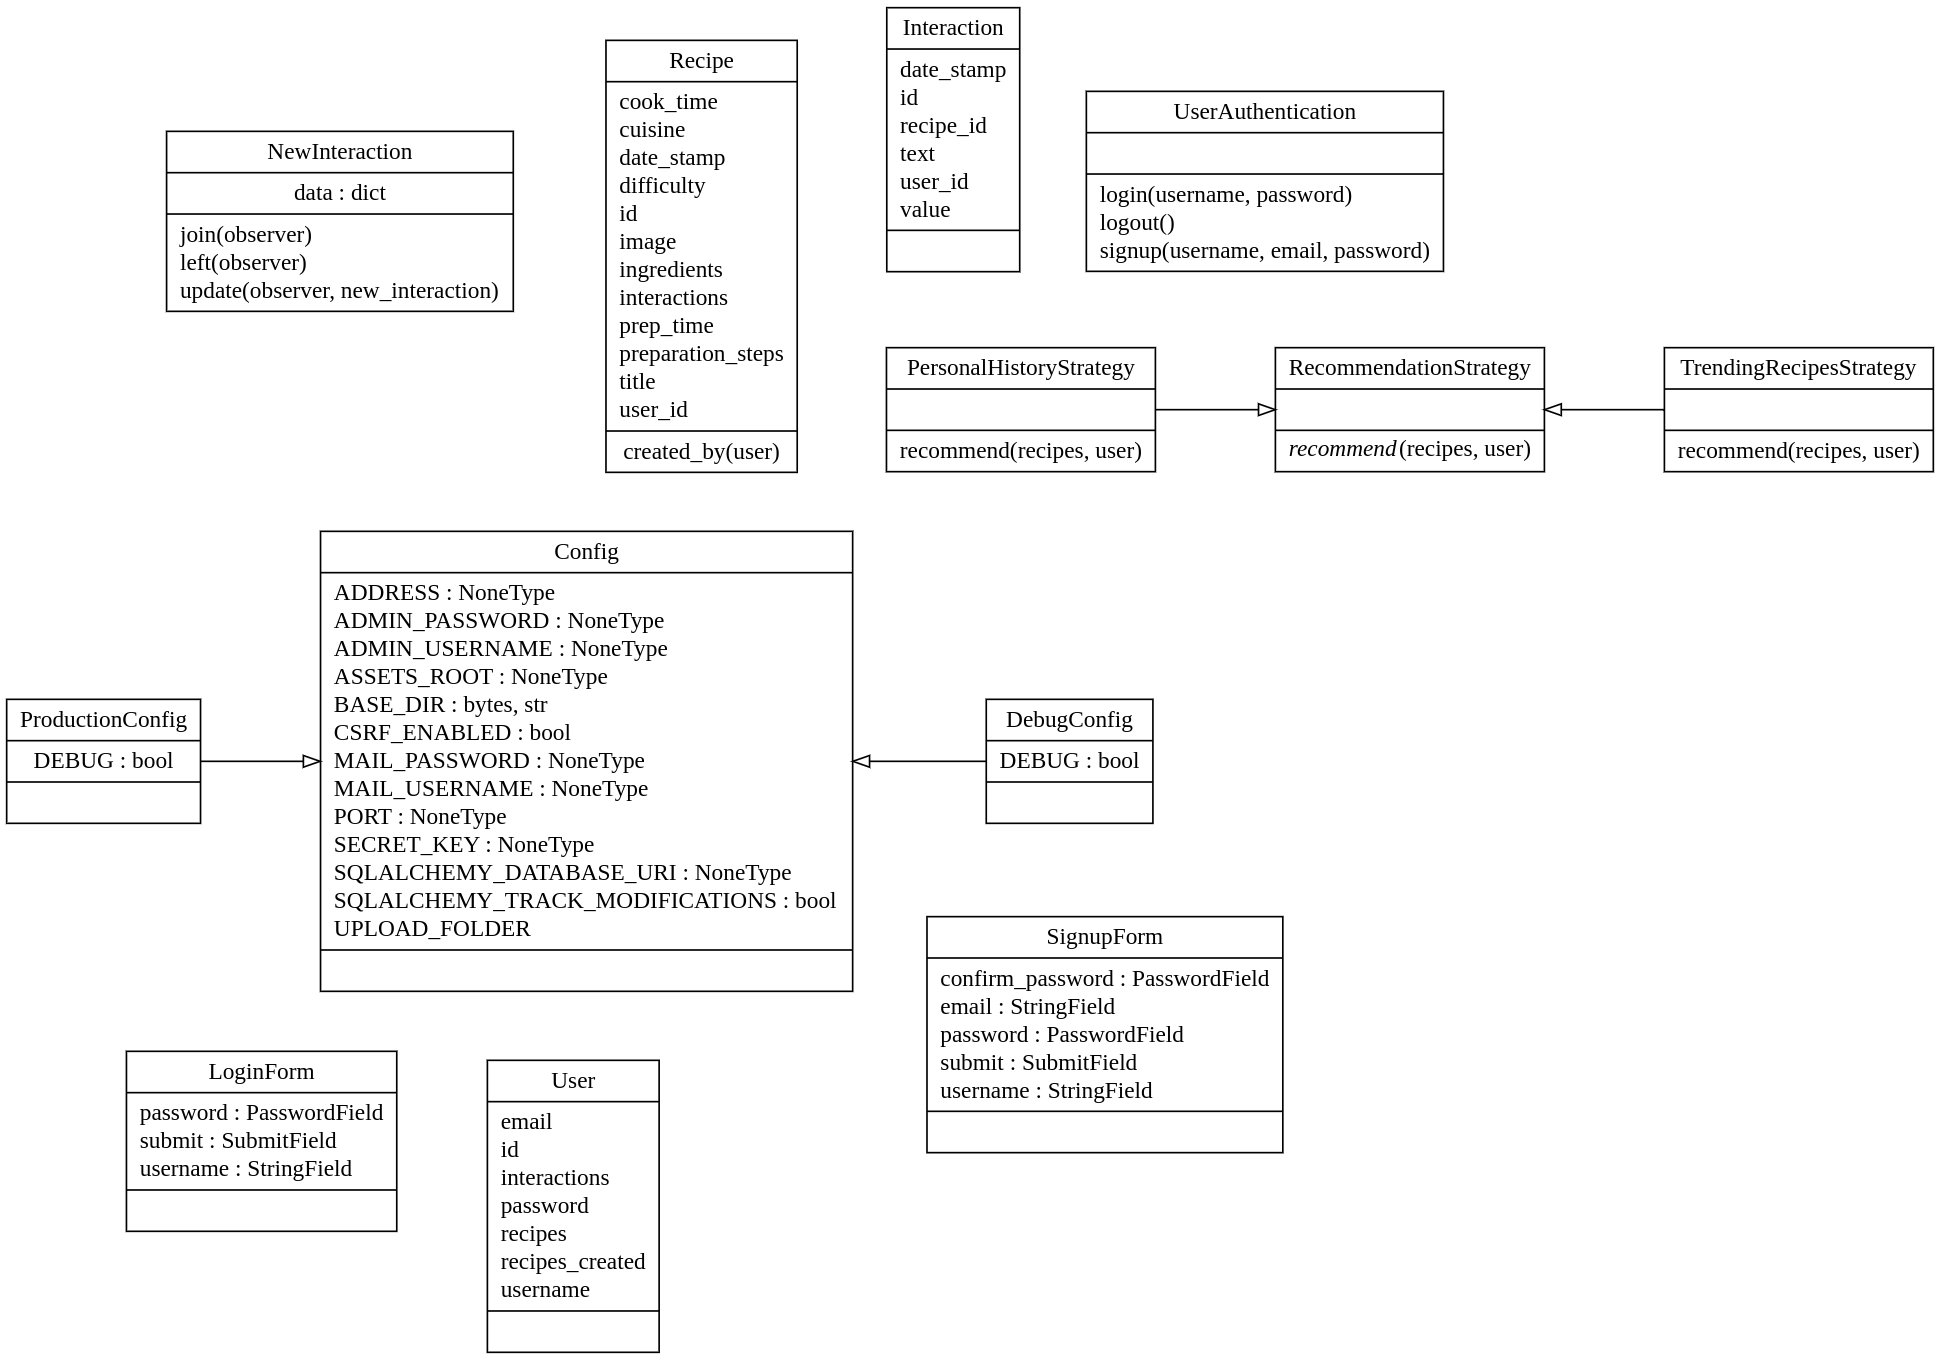 NewInteraction
data : dict
join(observer)
left(observer)
update(observer, new_interaction)
Recipe
cook_time
cuisine
date_stamp
difficulty
id
image
ingredients
interactions
prep_time
preparation_steps
title
user_id
created_by(user)
Interaction
date_stamp
id
recipe_id
text
user_id
value
UserAuthentication
login(username, password)
logout()
signup(username, email, password)
PersonalHistoryStrategy
recommend(recipes, user)
RecommendationStrategy
recommend(recipes, user)
TrendingRecipesStrategy
recommend(recipes, user)
ProductionConfig
DEBUG : bool
Config
ADDRESS : NoneType
ADMIN_PASSWORD : NoneType
ADMIN_USERNAME : NoneType
ASSETS_ROOT : NoneType
BASE_DIR : bytes, str
CSRF_ENABLED : bool
MAIL_PASSWORD : NoneType
MAIL_USERNAME : NoneType
PORT : NoneType
SECRET_KEY : NoneType
SQLALCHEMY_DATABASE_URI : NoneType
SQLALCHEMY_TRACK_MODIFICATIONS : bool
UPLOAD_FOLDER
DebugConfig
DEBUG : bool
SignupForm
confirm_password : PasswordField
email : StringField
password : PasswordField
submit : SubmitField
username : StringField
LoginForm
password : PasswordField
submit : SubmitField
username : StringField
User
email
id
interactions
password
recipes
recipes_created
username